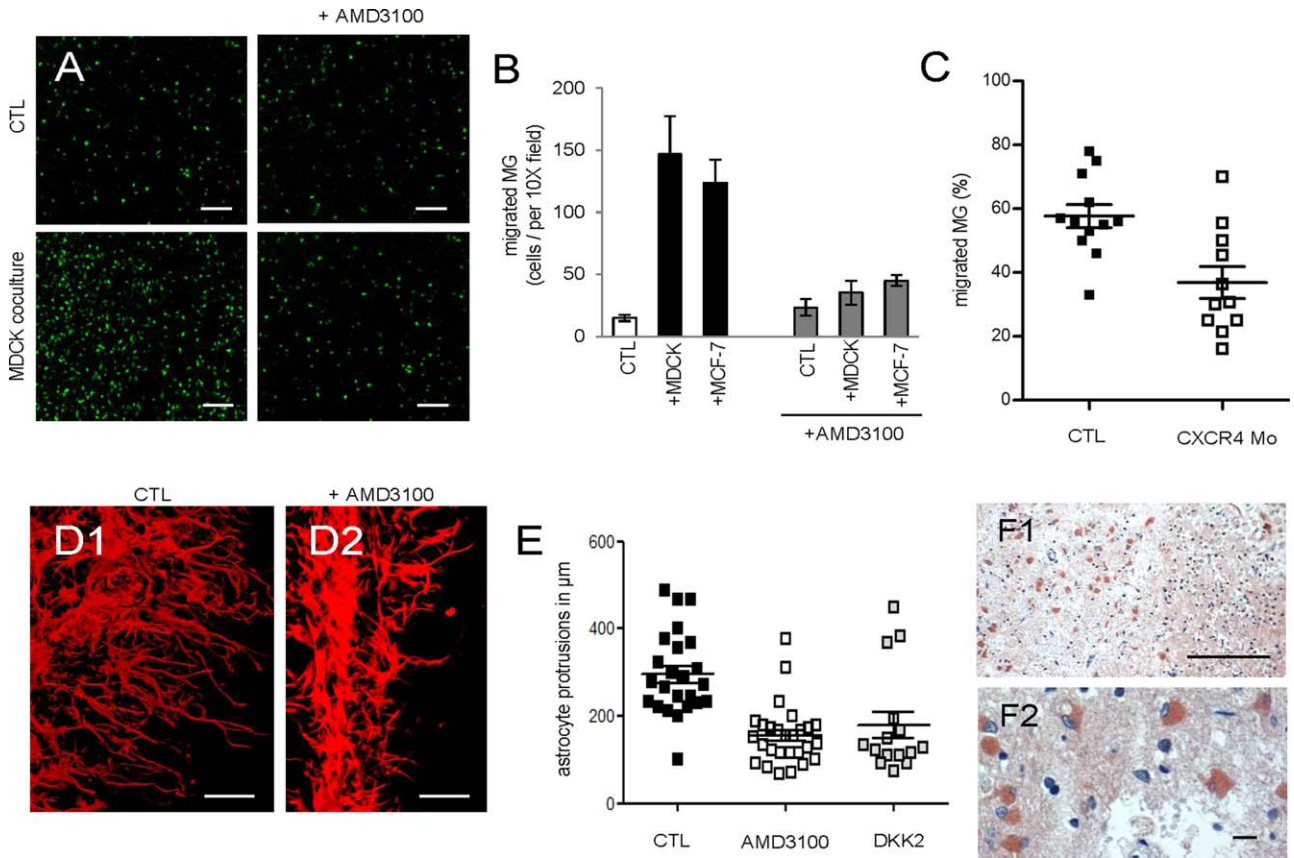 + AMD3100
A
CTL
MDCK coculture
B
migrated MG
(cells / per 10X field)
200
150
100
50
0
CTL
+MDCK
+MCF-7
CTL
+MDCK
+MCF-7
+AMD3100
C
migrated MG (%)
100
80
60
40
20
0
CTL
CXCR4 Mo
CTL
+ AMD3100
D1
D2
E
astrocyte protrusions in µm
600
400
200
0
CTL
AMD3100
DKK2
F1
F2